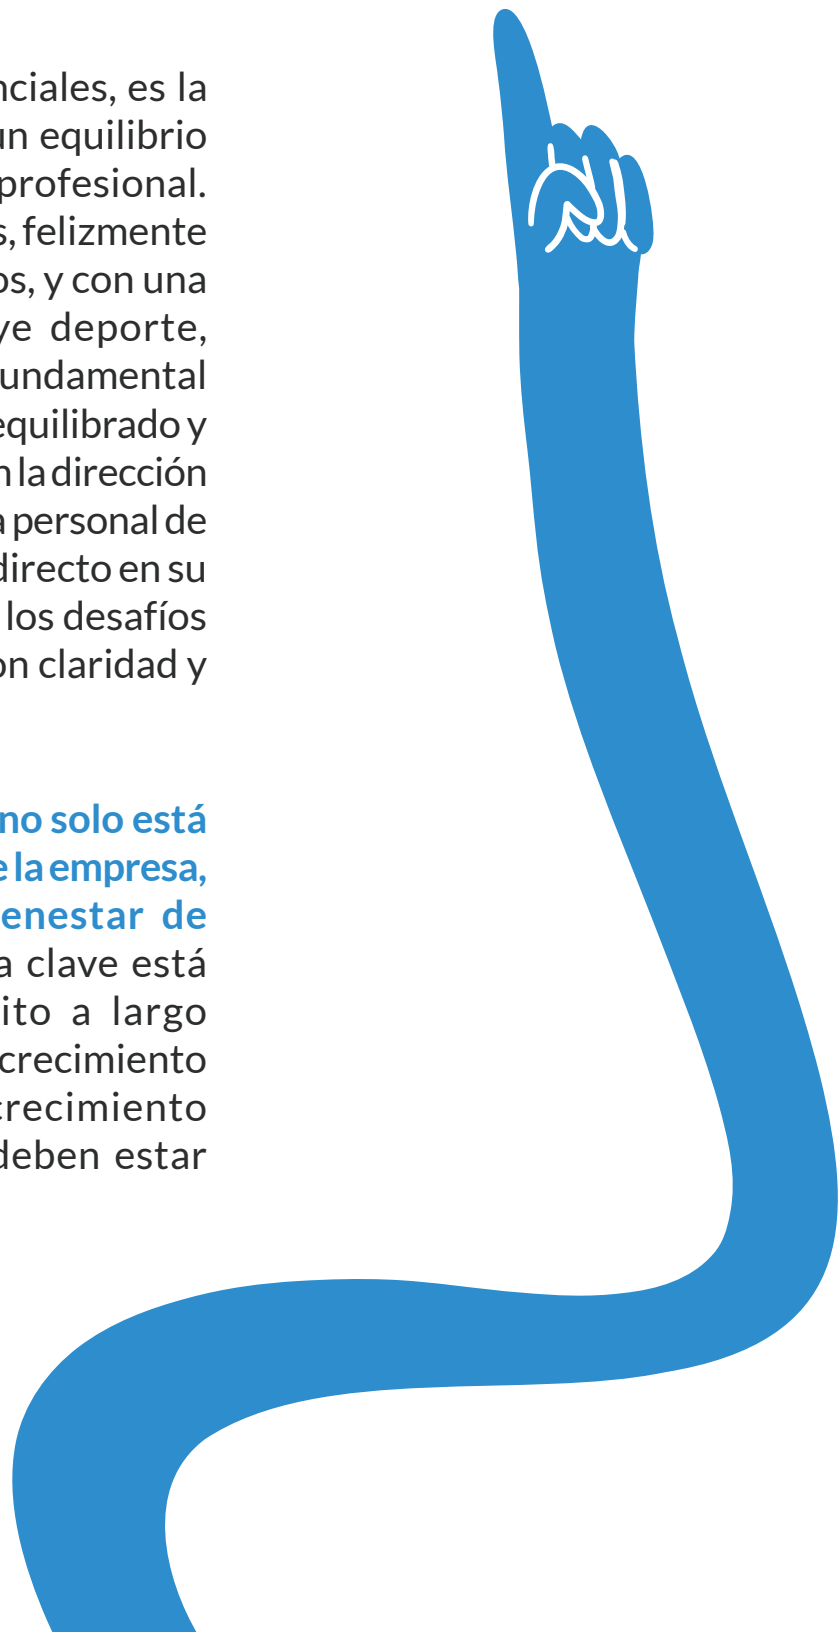 nciales, es la
un equilibrio
profesional.
s, felizmente
os, y con una
ye deporte,
undamental
equilibrado y
n la dirección
a personal de
directo en su
los desafíos
on claridad y
no solo está
e la empresa,
enestar de
a clave está
ito a largo
crecimiento
crecimiento
deben estar